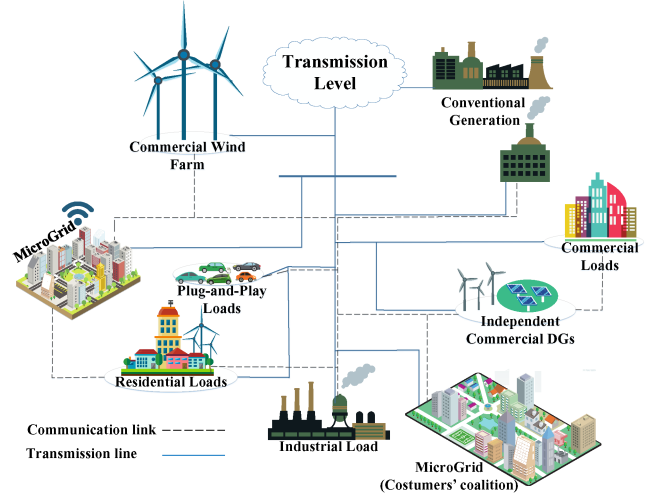 Transmission
Level
Conventional
Generation
Commercial Wind
Farm
MicroGrid
Commercial
Loads
Plug-and-Play
Loads
Independent
Commercial DGs
Residential Loads
Communication link
Transmission line
Industrial Load
MicroGrid
(Costumers’ coalition)